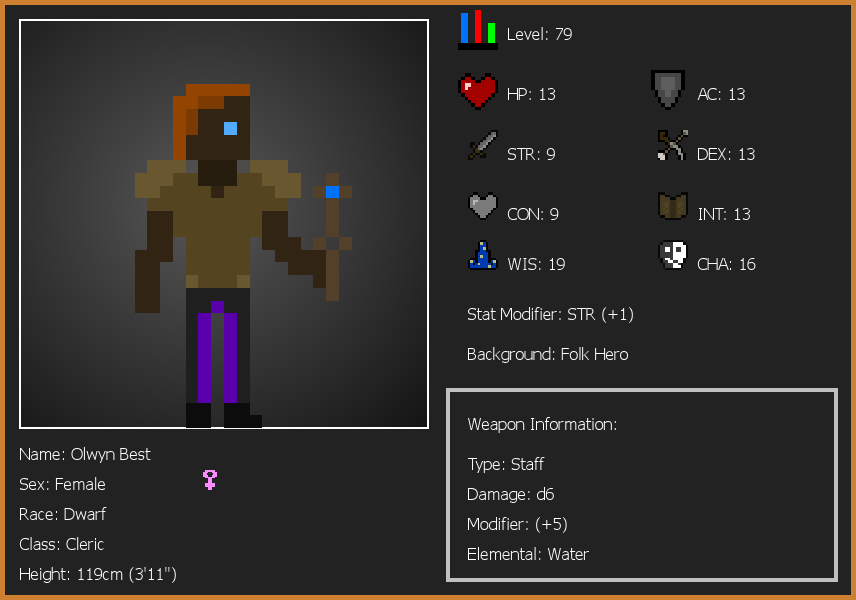 Level: 79
HP: 13
AC: 13
STR: 9
DEX: 13
CON: 9
INT: 13
WIS: 19
CHA: 16
Stat Modifier: STR (+1)
Background: Folk Hero
Weapon Information:
Type: Staff
Damage: d6
Modifier: (+5)
Elemental: Water
Name: Olwyn Best
Sex: Female
Race: Dwarf
Class: Cleric
Height: 119cm (3'11")